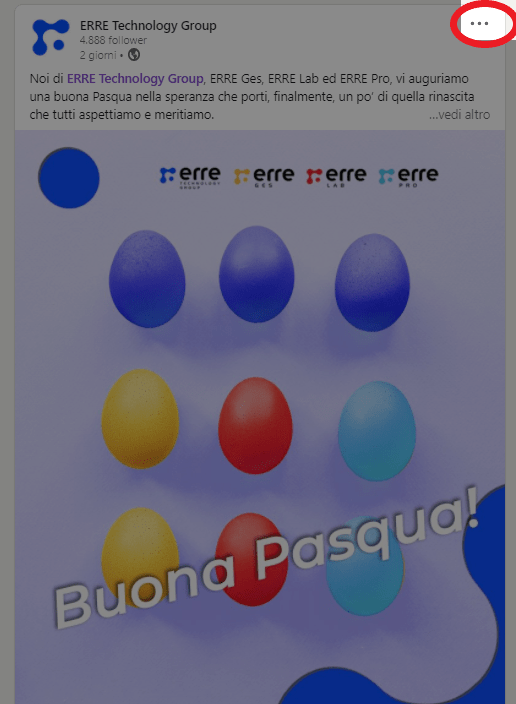 ERRE Technology Group
4.888 follower
2 giorni •
Noi di ERRE Technology Group, ERRE Ges, ERRE Lab ed ERRE Pro, vi auguriamo
una buona Pasqua nella speranza che porti, finalmente, un po' di quella rinascita
che tutti aspettiamo e meritiamo. ...vedi altro
erre erre erre erre
TECHNOLOGY GROUP GES LAB PRO
Buona Pasqua!